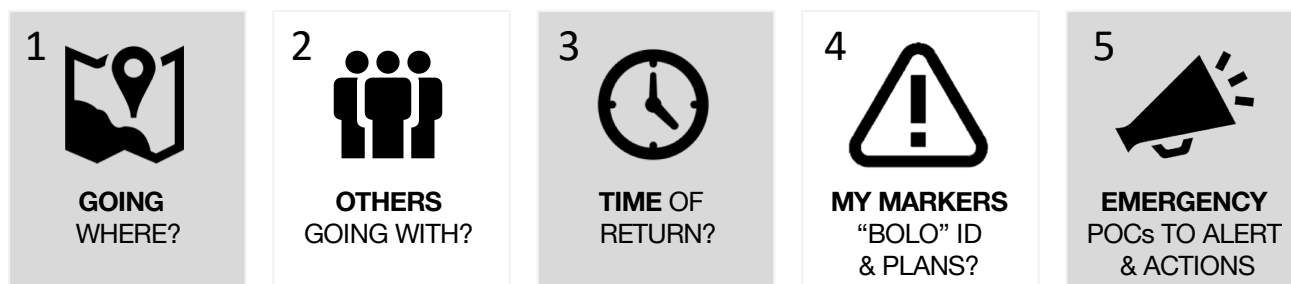 1
GOING
WHERE?
2
OTHERS
GOING WITH?
3
TIME OF
RETURN?
4
MY MARKERS
“BOLO” ID
& PLANS?
5
EMERGENCY
POCs TO ALERT
& ACTIONS